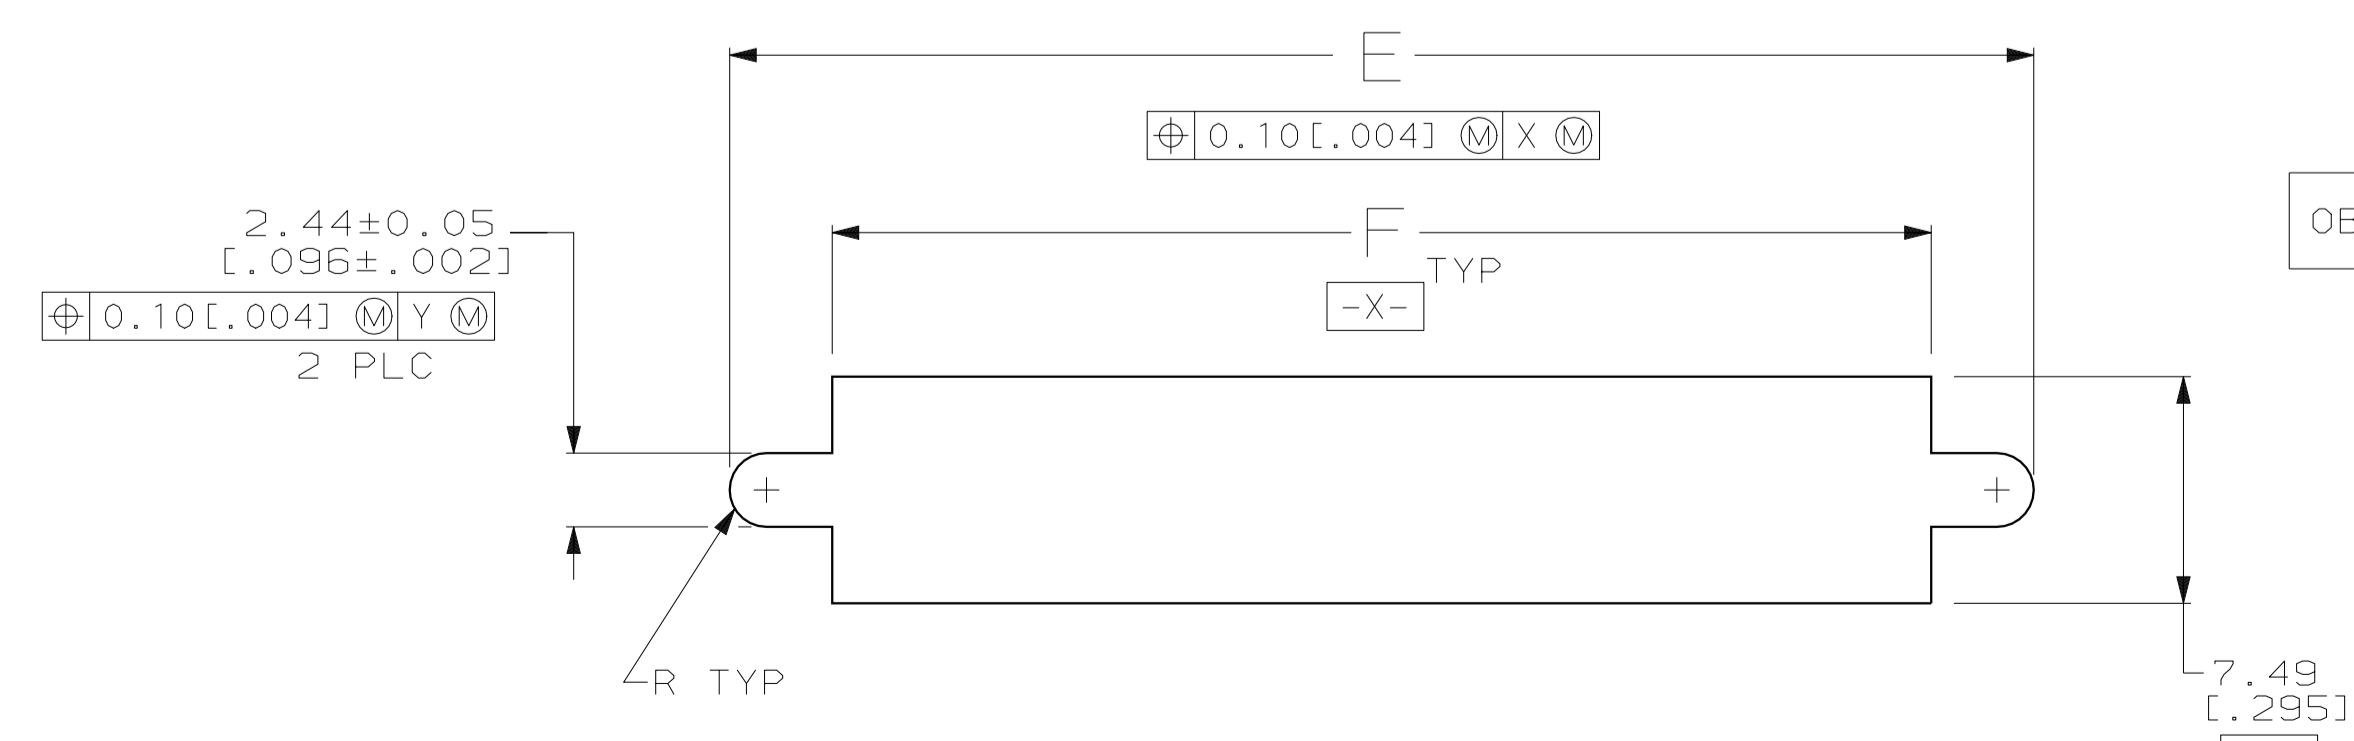 E
⌖ 0.10[.004] Ⓜ X Ⓜ
2.44±0.05
[.096±.002]
⌖ 0.10[.004] Ⓜ Y Ⓜ
2 PLC
F
TYP
-X-
R TYP
7.49
[.295]